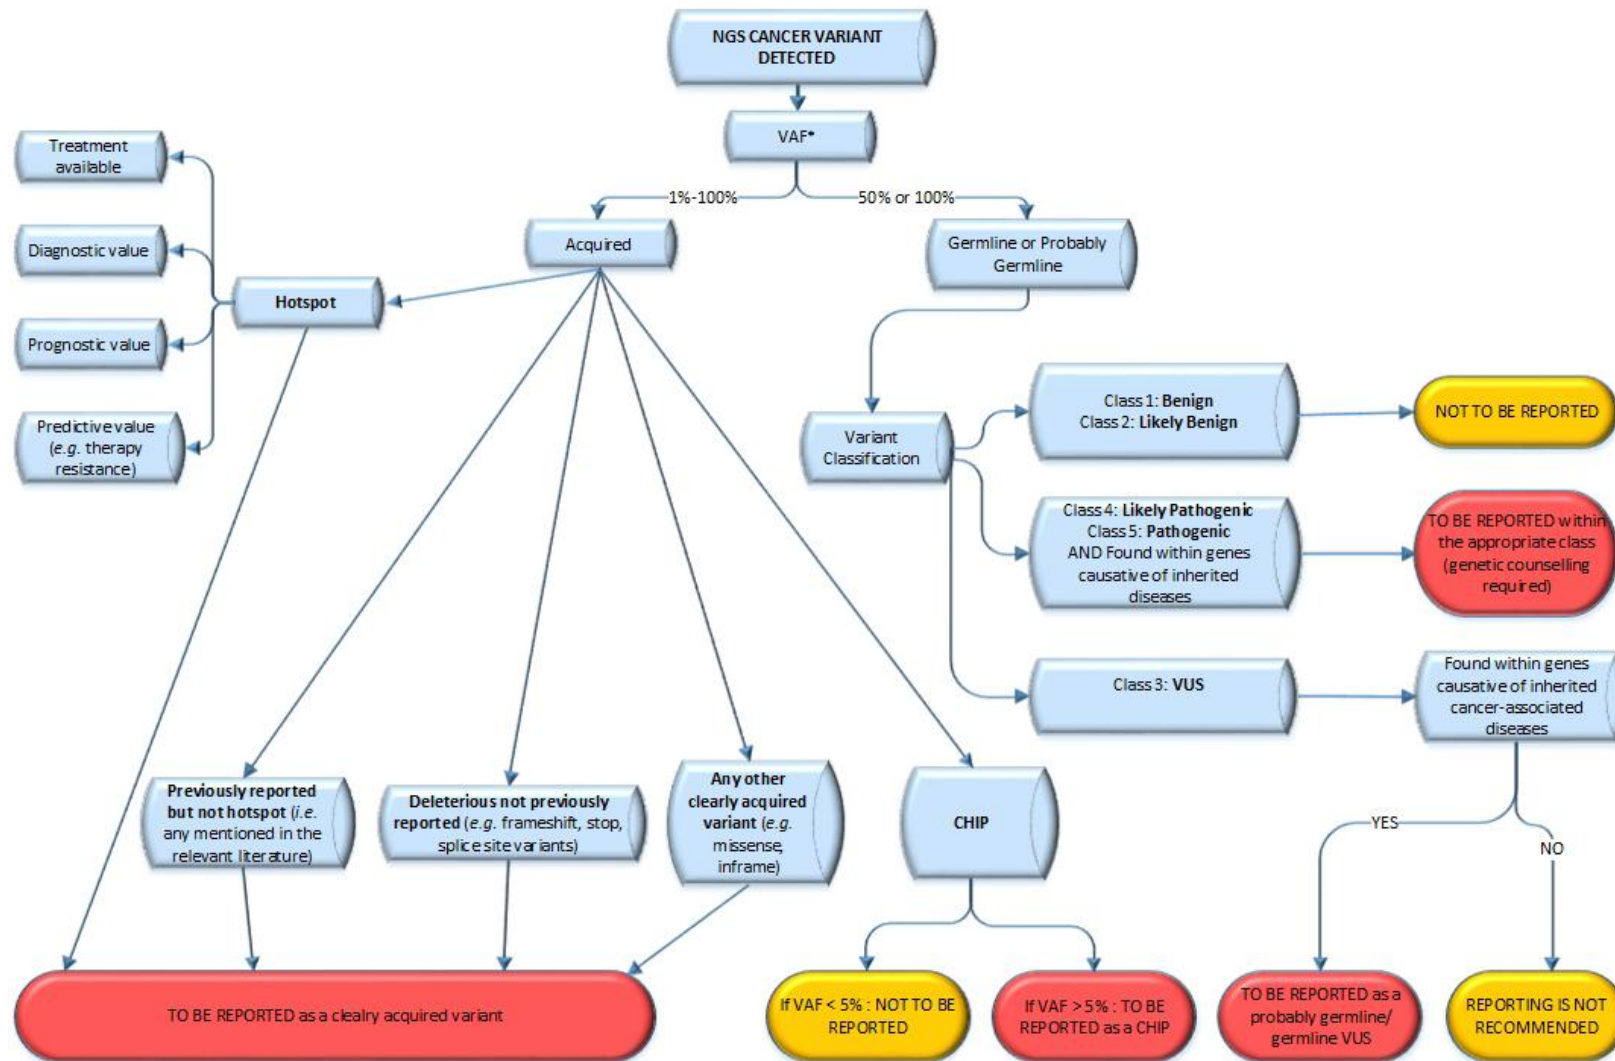 NGS CANCER VARIANT
DETECTED
VAF*
1%-100%
50% or 100%
Acquired
Germline or Probably
Germline
Treatment
available
Diagnostic value
Hotspot
Prognostic value
Predictive value
(e.g. therapy
resistance)
Variant
Classification
Class 1: Benign
Class 2: Likely Benign
NOT TO BE REPORTED
Class 4: Likely Pathogenic
Class 5: Pathogenic
AND Found within genes
causative of inherited
diseases
TO BE REPORTED within
the appropriate class
(genetic counselling
required)
Class 3: VUS
Found within genes
causative of inherited
cancer-associated
diseases
Previously reported
but not hotspot (i.e.
any mentioned in the
relevant literature)
Deleterious not previously
reported (e.g. frameshift, stop,
splice site variants)
Any other
clearly acquired
variant (e.g.
missense,
inframe)
CHIP
YES
NO
TO BE REPORTED as a clealry acquired variant
If VAF < 5% : NOT TO BE
REPORTED
If VAF > 5% : TO BE
REPORTED as a CHIP
TO BE REPORTED as a
probably germline/
germline VUS
REPORTING IS NOT
RECOMMENDED